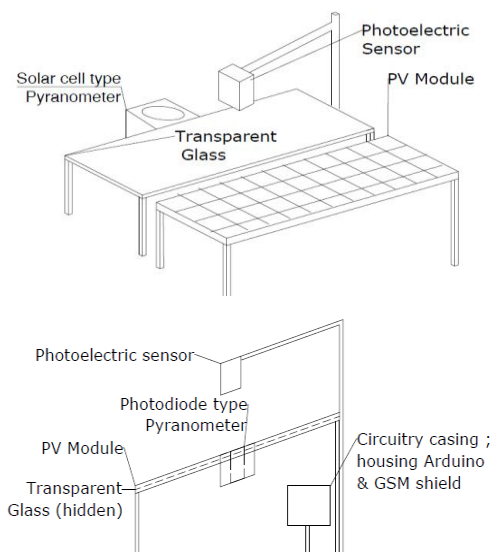 Photoelectric
Sensor
Solar cell type
Pyranometer
PV Module
Transparent
Glass
Photoelectric sensor
Photodiode type
Pyranometer
PV Module
Circuitry casing ;
housing Arduino
& GSM shield
Transparent
Glass (hidden)